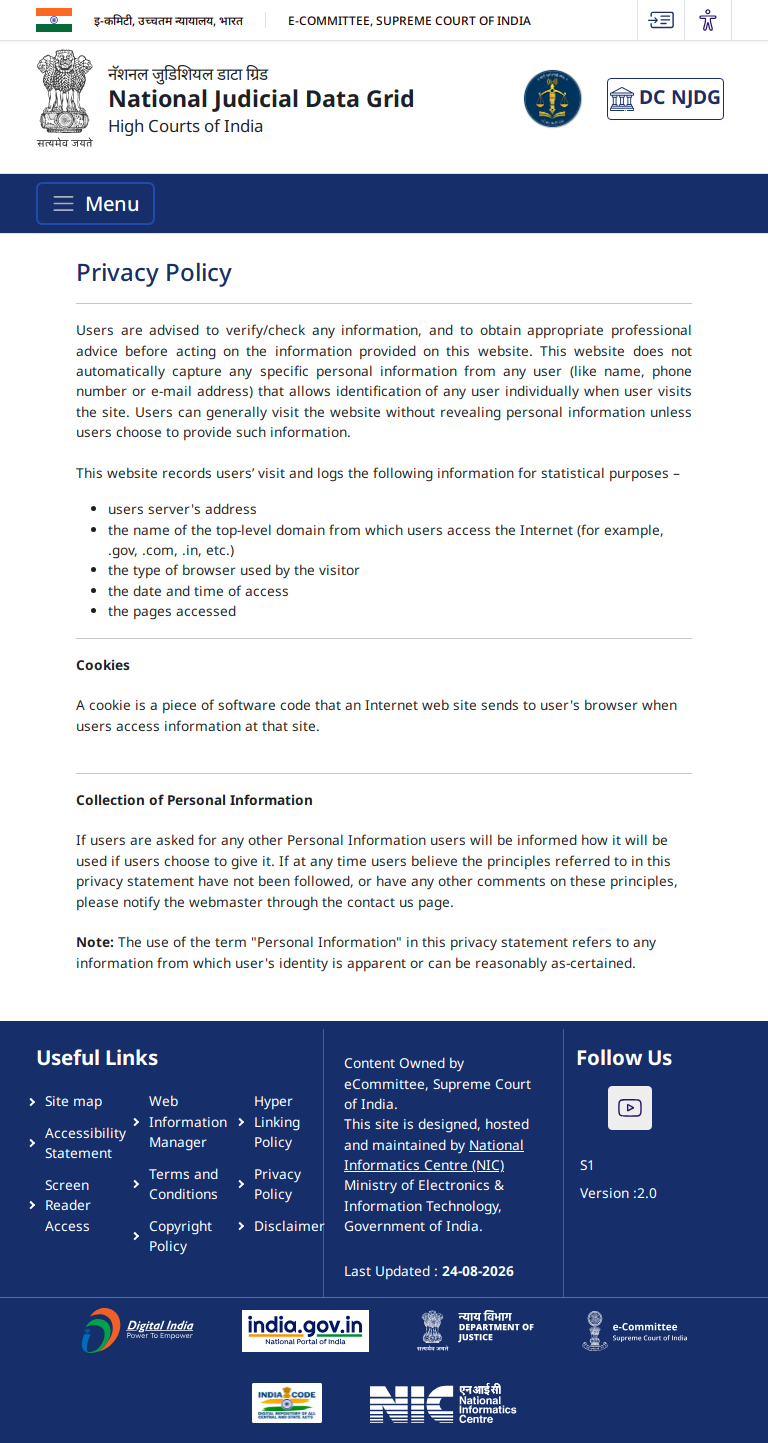 इ-कमिटी, उच्चतम न्यायालय, भारत
E-COMMITTEE, SUPREME COURT OF INDIA
नॅशनल जुडिशियल डाटा ग्रिड
National Judicial Data Grid
High Courts of India
सत्यमेव जयते
DC NJDG
Menu
Privacy Policy
Users are advised to verify/check any information, and to obtain appropriate professional
advice before acting on the information provided on this website. This website does not
automatically capture any specific personal information from any user (like name, phone
number or e-mail address) that allows identification of any user individually when user visits
the site. Users can generally visit the website without revealing personal information unless
users choose to provide such information.
This website records users’ visit and logs the following information for statistical purposes –
users server's address
the name of the top-level domain from which users access the Internet (for example,
.gov, .com, .in, etc.)
the type of browser used by the visitor
the date and time of access
the pages accessed
Cookies
A cookie is a piece of software code that an Internet web site sends to user's browser when
users access information at that site.
Collection of Personal Information
If users are asked for any other Personal Information users will be informed how it will be
used if users choose to give it. If at any time users believe the principles referred to in this
privacy statement have not been followed, or have any other comments on these principles,
please notify the webmaster through the contact us page.
Note: The use of the term "Personal Information" in this privacy statement refers to any
information from which user's identity is apparent or can be reasonably as-certained.
Useful Links
Site map
Accessibility
Statement
Screen
Reader
Access
Web
Information
Manager
Terms and
Conditions
Copyright
Policy
Hyper
Linking
Policy
Privacy
Policy
Disclaimer
Content Owned by
eCommittee, Supreme Court
of India.
This site is designed, hosted
and maintained by National
Informatics Centre (NIC)
Ministry of Electronics &
Information Technology,
Government of India.
Last Updated : 24-08-2026
Follow Us
S1
Version :2.0
Digital India
Power To Empower
india.gov.in
National Portal of India
सत्यमेव जयते
न्याय विभाग
DEPARTMENT OF
JUSTICE
e-Committee
Supreme Court of India
INDIA CODE
DIGITAL REPOSITORY OF ALL
CENTRAL AND STATE ACTS
NIC
एनआईसी
National
Informatics
Centre